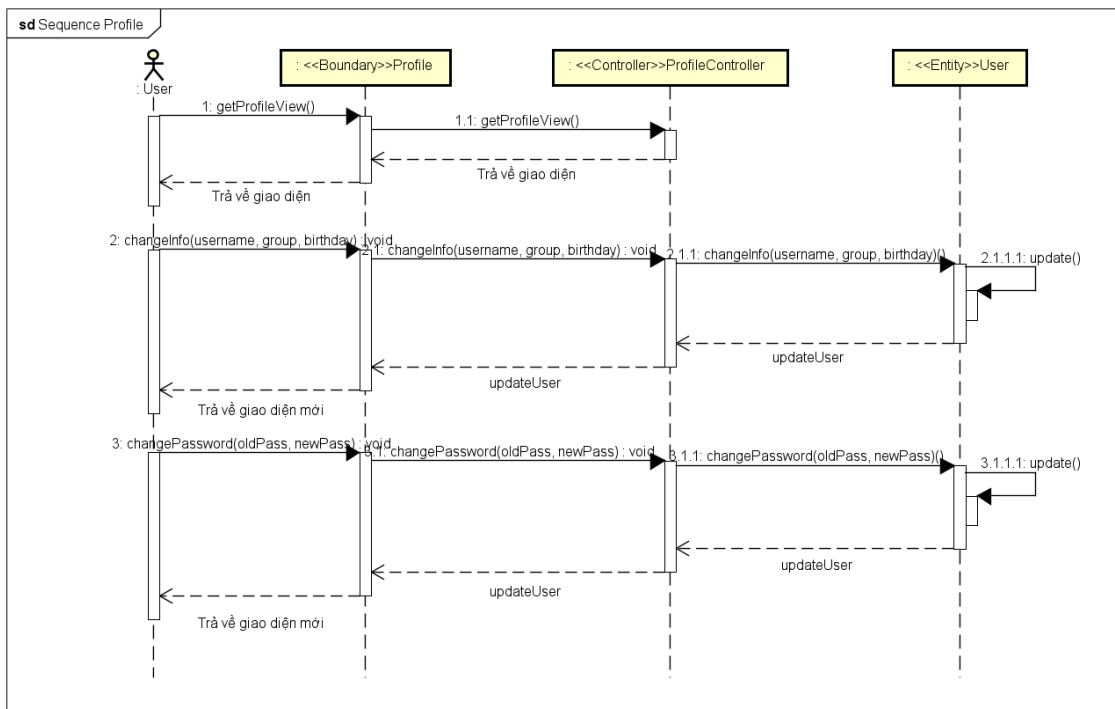 sd Sequence Profile
: User
: <<Boundary>>Profile
: <<Controller>>ProfileController
: <<Entity>>User
1: getProfileView()
1.1: getProfileView()
Trả về giao diện
Trả về giao diện
2: changeInfo(username, group, birthday) : void
2.1: changeInfo(username, group, birthday) : void
2.1.1: changeInfo(username, group, birthday)()
2.1.1.1: update()
updateUser
updateUser
Trả về giao diện mới
3: changePassword(oldPass, newPass) : void
3.1: changePassword(oldPass, newPass) : void
3.1.1: changePassword(oldPass, newPass)()
3.1.1.1: update()
updateUser
updateUser
Trả về giao diện mới